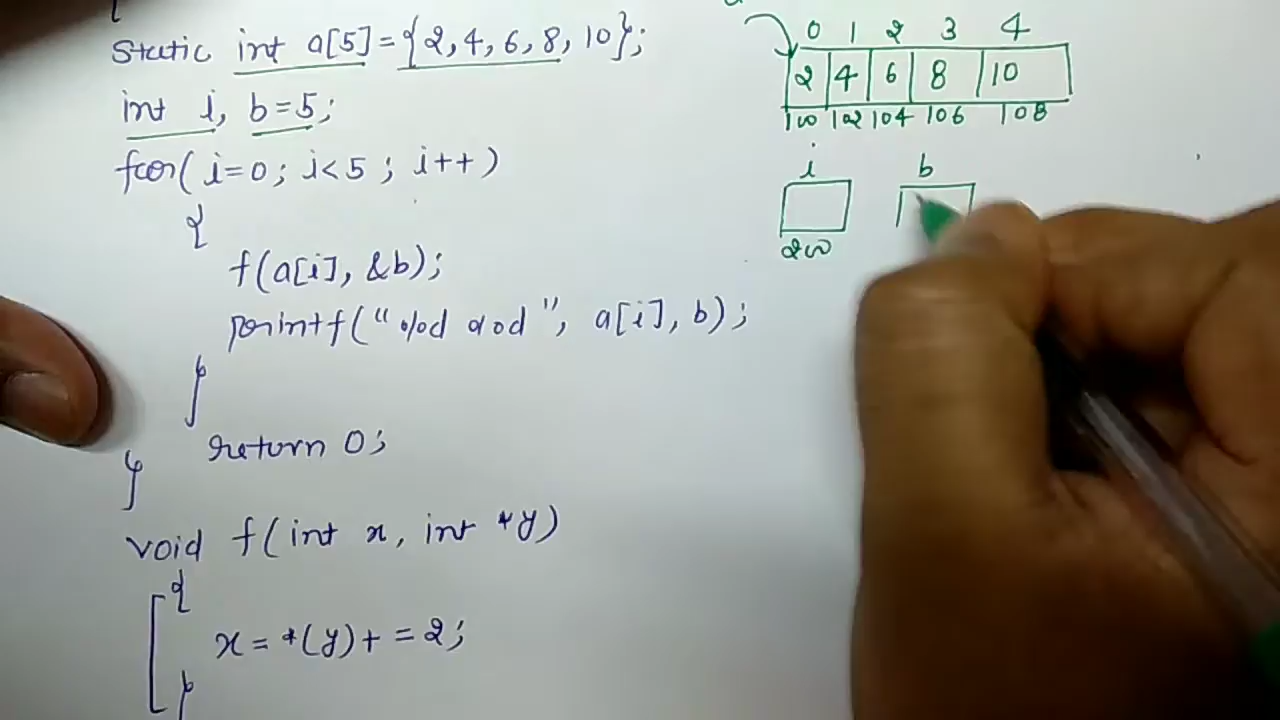 {
Static int a[5] = {2, 4, 6, 8, 10};
int i, b = 5;
for( i=0; i<5 ; i++)
{
f(a[i], &b);
printf("%d %d", a[i], b);
}
return 0;
}
void f(int x, int *y)
{
x = *(y) + = 2;
}
0 1 2 3 4
2 4 6 8 10
100 102 104 106 108
i b
200